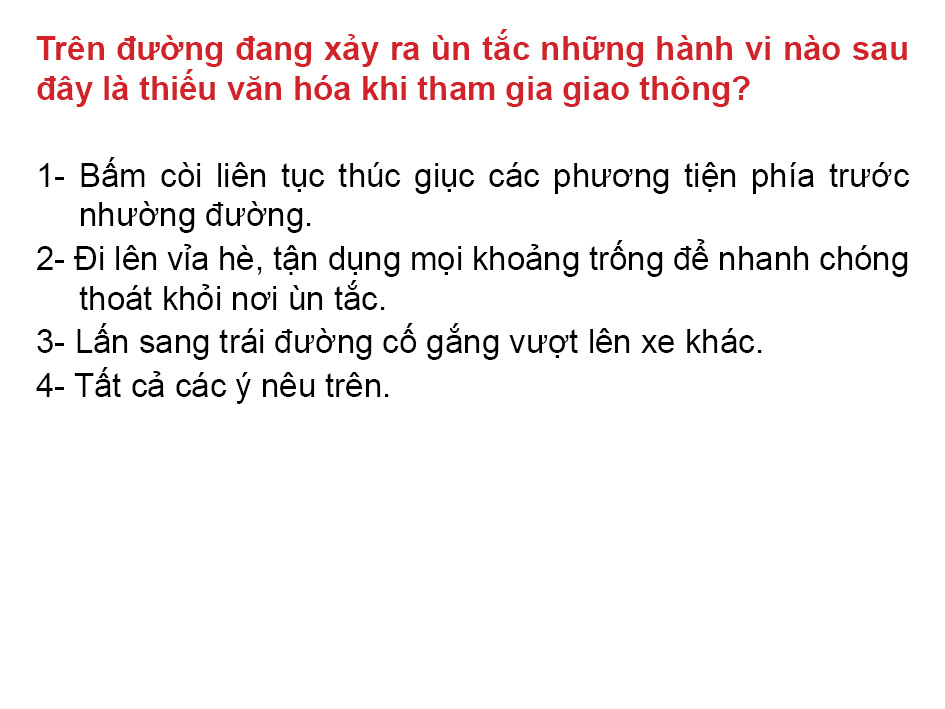 Trên đường đang xảy ra ùn tắc những hành vi nào sau
đây là thiếu văn hóa khi tham gia giao thông?
1- Bấm còi liên tục thúc giục các phương tiện phía trước
nhường đường.
2- Đi lên vỉa hè, tận dụng mọi khoảng trống để nhanh chóng
thoát khỏi nơi ùn tắc.
3- Lấn sang trái đường cố gắng vượt lên xe khác.
4- Tất cả các ý nêu trên.